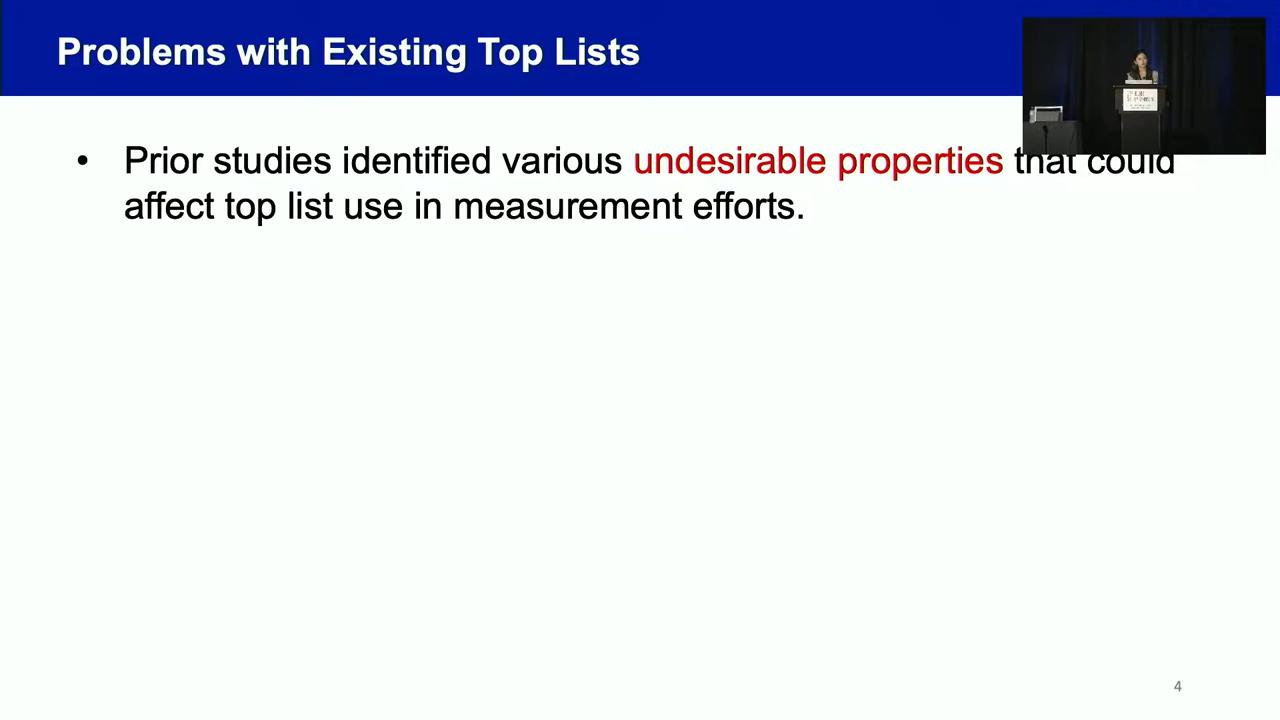 Problems with Existing Top Lists
• Prior studies identified various undesirable properties that could
affect top list use in measurement efforts.
4